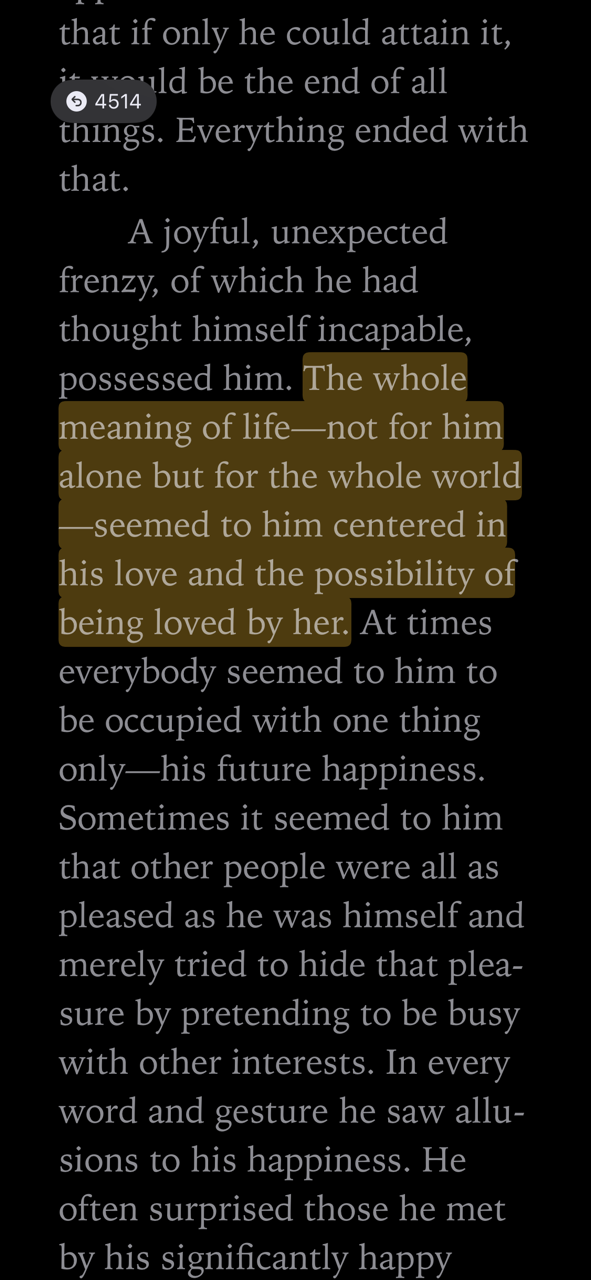 that if only he could attain it,
it would be the end of all
4514
things. Everything ended with
that.
A joyful, unexpected
frenzy, of which he had
thought himself incapable,
possessed him. The whole
meaning of life—not for him
alone but for the whole world
—seemed to him centered in
his love and the possibility of
being loved by her. At times
everybody seemed to him to
be occupied with one thing
only—his future happiness.
Sometimes it seemed to him
that other people were all as
pleased as he was himself and
merely tried to hide that plea-
sure by pretending to be busy
with other interests. In every
word and gesture he saw allu-
sions to his happiness. He
often surprised those he met
by his significantly happy